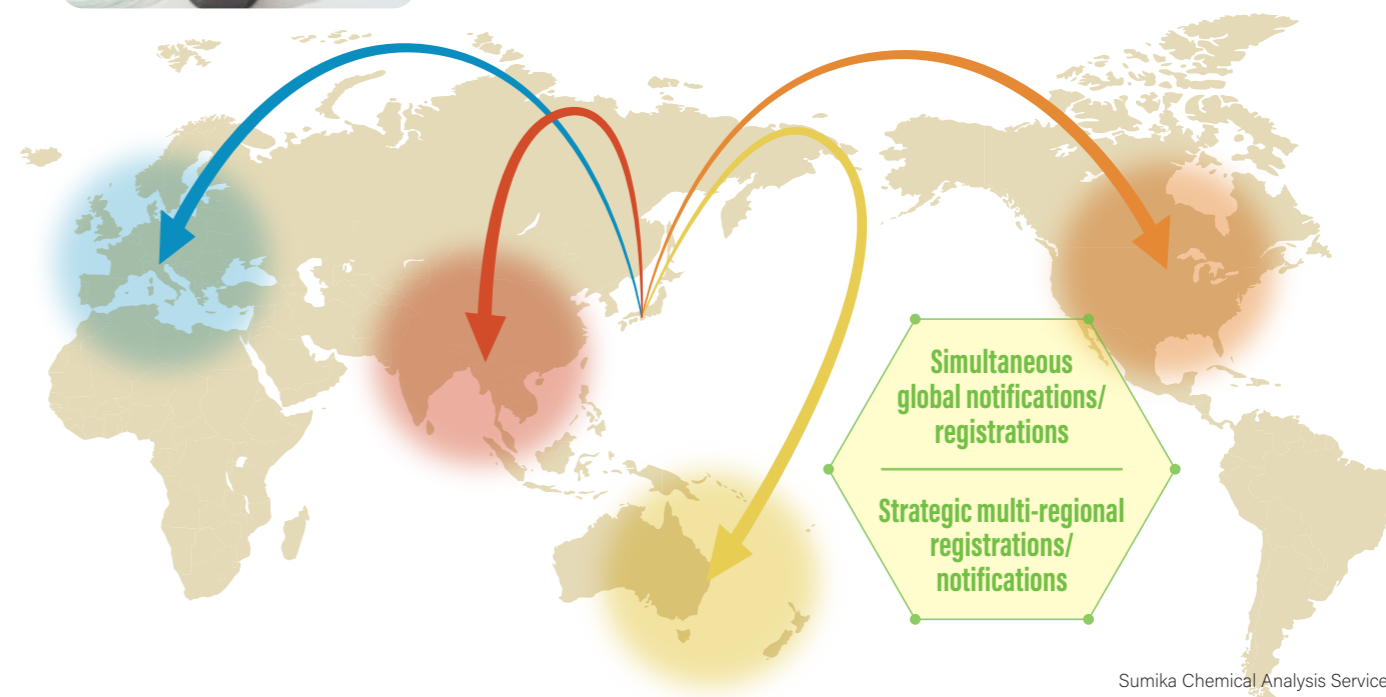 Simultaneous
global notifications/
registrations
Strategic multi-regional
registrations/
notifications
Sumika Chemical Analysis Service